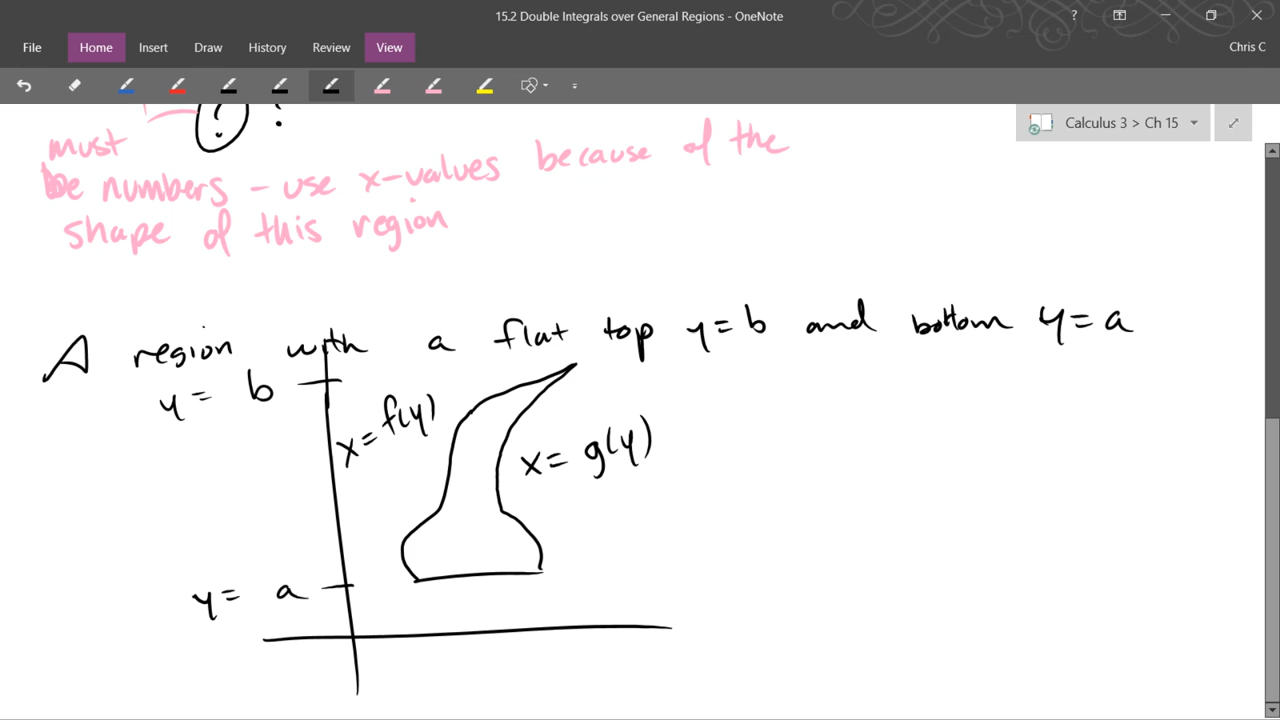 15.2 Double Integrals over General Regions - OneNote
?
File
Home
Insert
Draw
History
Review
View
Chris C
Calculus 3 > Ch 15
? :
must
be numbers - use x-values because of the
shape of this region
A region with a flat top y = b and bottom y = a
y = b
x = f(y)
x = g(y)
y = a